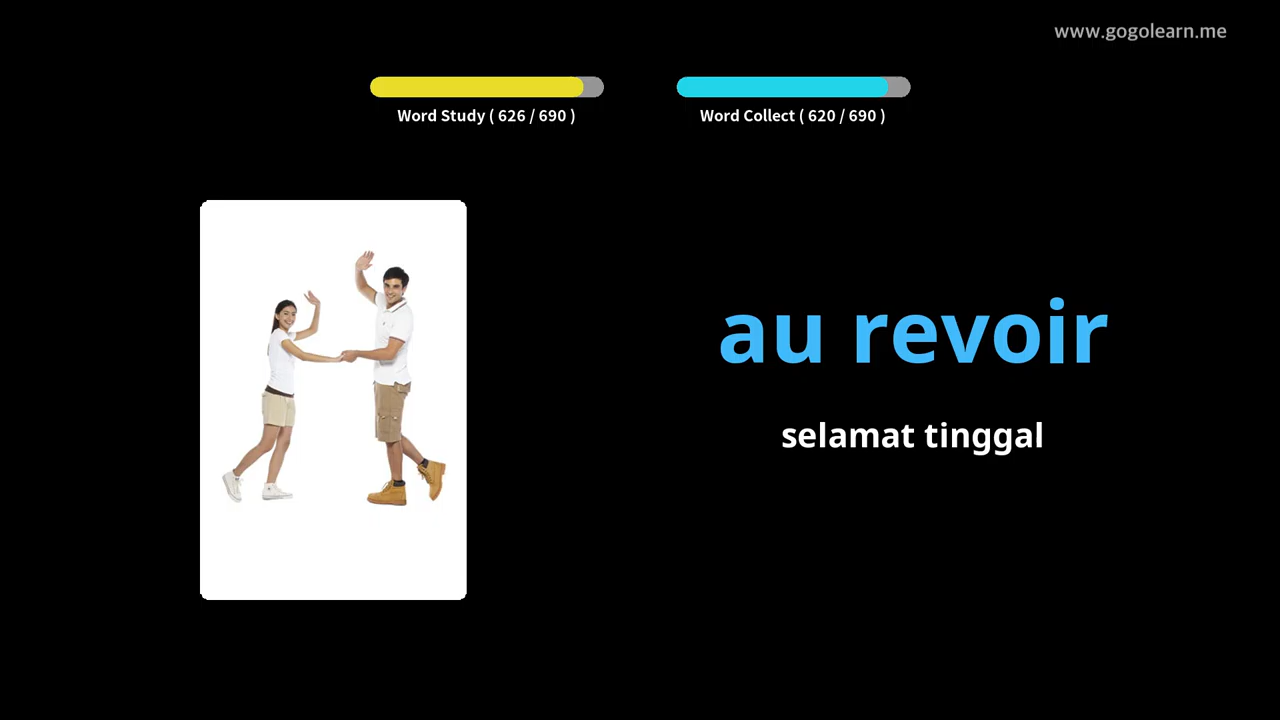 www.gogolearn.me
Word Study ( 626 / 690 )
Word Collect ( 620 / 690 )
au revoir
selamat tinggal